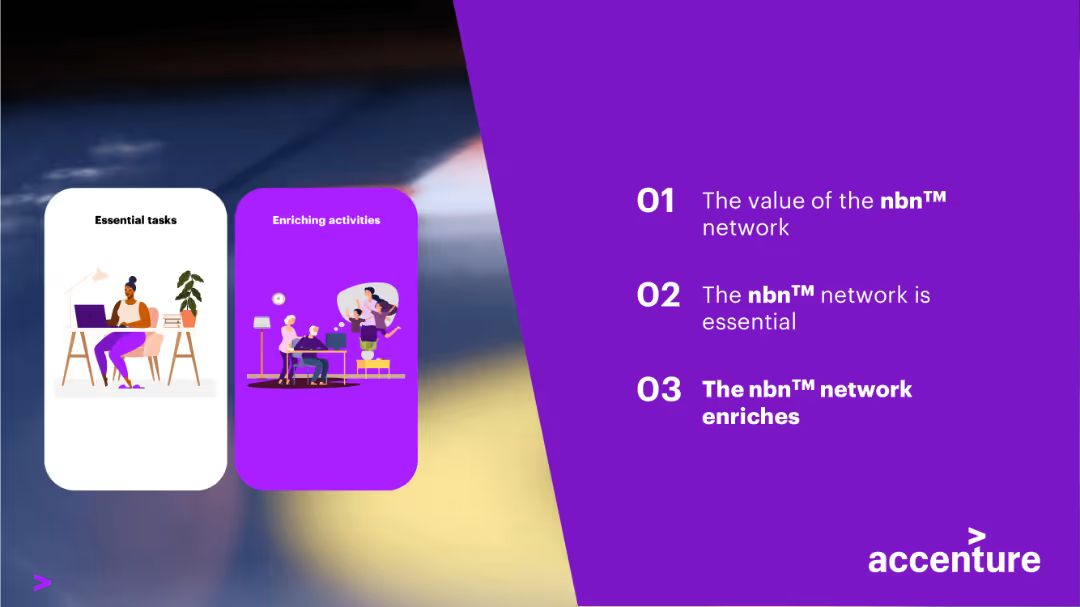 Essential tasks
Enriching activities
01
The value of the nbn™
network
02
The nbn™ network is
essential
03
The nbn™ network
enriches
>
accenture
>